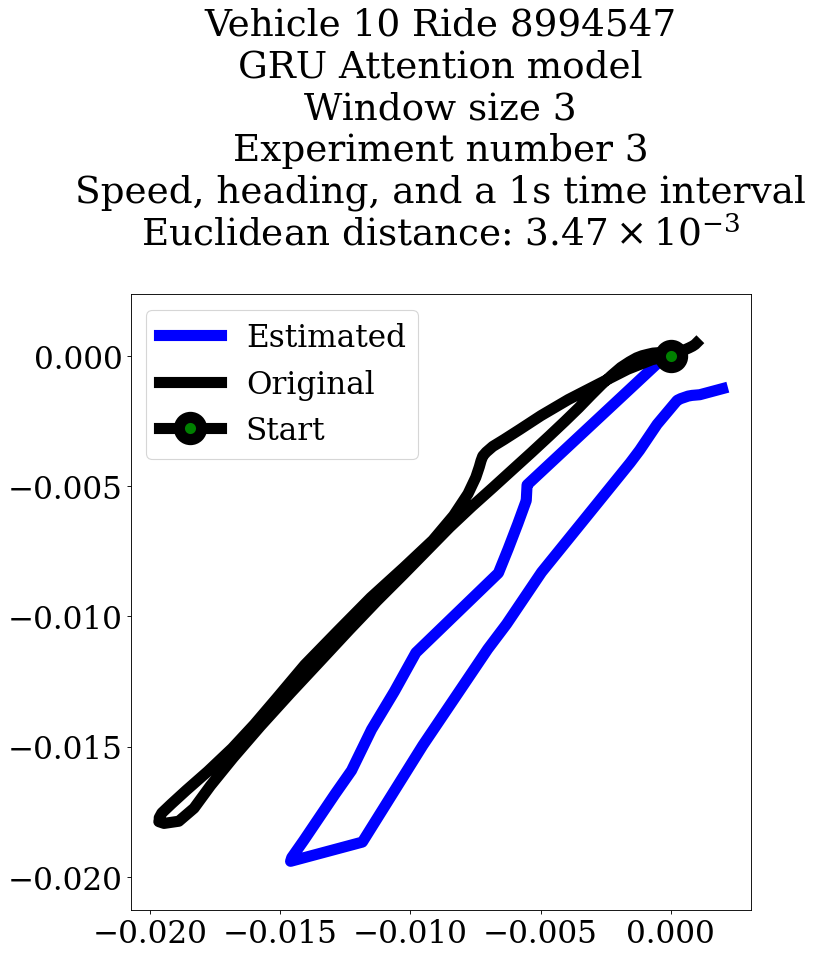 Vehicle 10 Ride 8994547
GRU Attention model
Window size 3
Experiment number 3
Speed, heading, and a 1s time interval
Euclidean distance: 3.47 × 10⁻³
Estimated
Original
Start
0.000
−0.005
−0.010
−0.015
−0.020
−0.020 −0.015 −0.010 −0.005 0.000